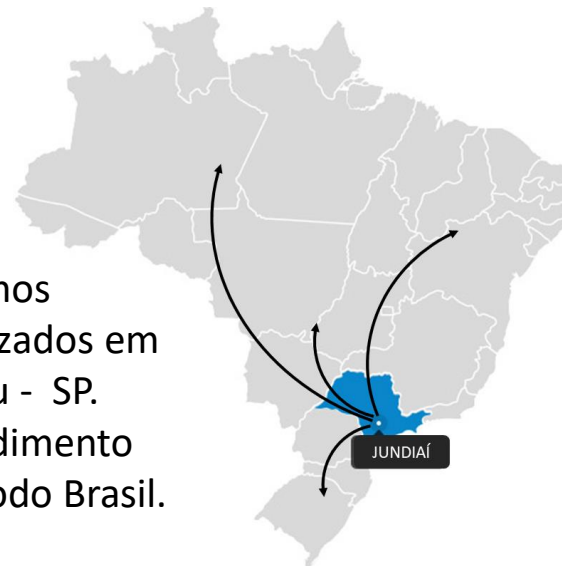 nos
zados em
u - SP.
dimento
odo Brasil.
JUNDIAÍ